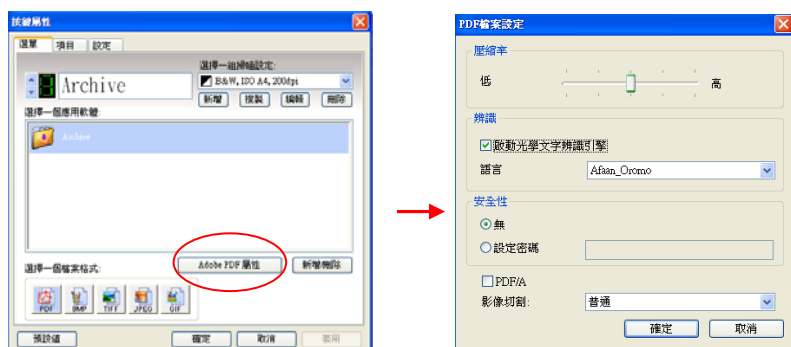 按鍵屬性
選單 項目 設定
選擇一組掃瞄設定:
Archive
B&W, ISO A4, 200dpi
新增 複製 編輯 刪除
選擇一個應用軟體:
Archive
選擇一個檔案格式:
Adobe PDF 屬性
新增/刪除
PDF BMP TIFF JPEG GIF
預設值 確定 取消 套用
PDF檔案設定
壓縮率
低 高
辨識
啟動光學文字辨識引擎
語言 Afaan_Oromo
安全性
無
設定密碼
PDF/A
影像切割: 普通
確定 取消